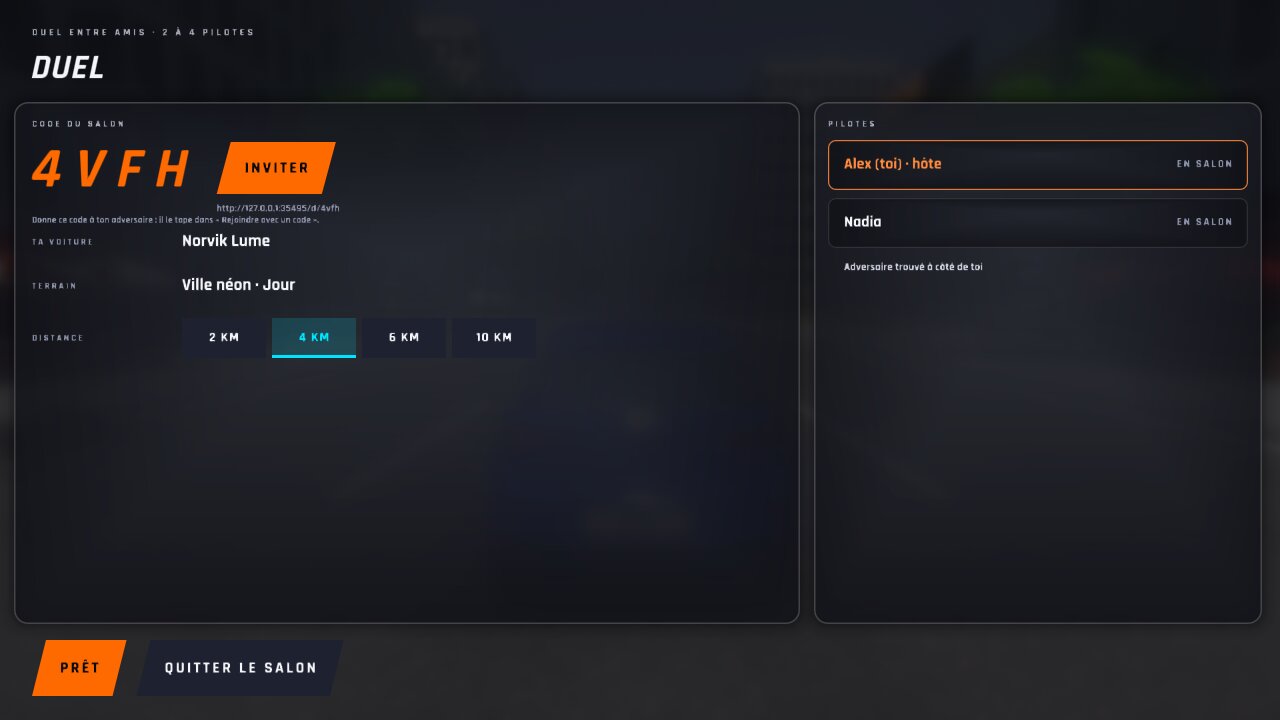 DUEL ENTRE AMIS · 2 À 4 PILOTES
DUEL
CODE DU SALON
4VFH
INVITER
http://127.0.0.1:35495/d/4vfh
Donne ce code à ton adversaire : il le tape dans « Rejoindre avec un code ».
TA VOITURE
Norvik Lume
TERRAIN
Ville néon · Jour
DISTANCE
2 KM
4 KM
6 KM
10 KM
PILOTES
Alex (toi) · hôte
EN SALON
Nadia
EN SALON
Adversaire trouvé à côté de toi
PRÊT
QUITTER LE SALON